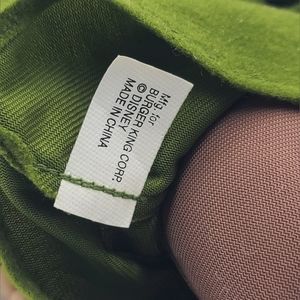 Mfg. for
BURGER KING CORP.
© DISNEY
MADE IN CHINA